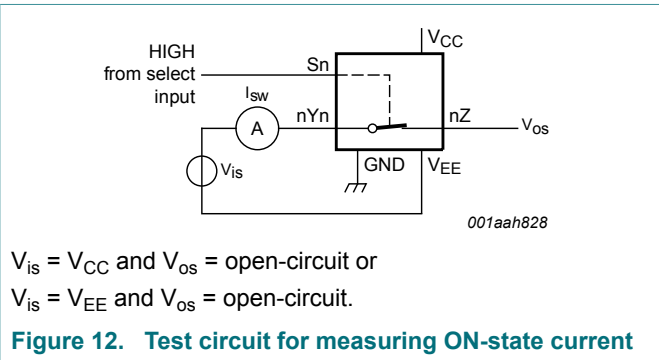 HIGH
from select
input
Sn
VCC
ISW
A
nYn
nZ
Vos
Vis
GND
VEE
001aah828
Vis = VCC and Vos = open-circuit or
Vis = VEE and Vos = open-circuit.
Figure 12. Test circuit for measuring ON-state current